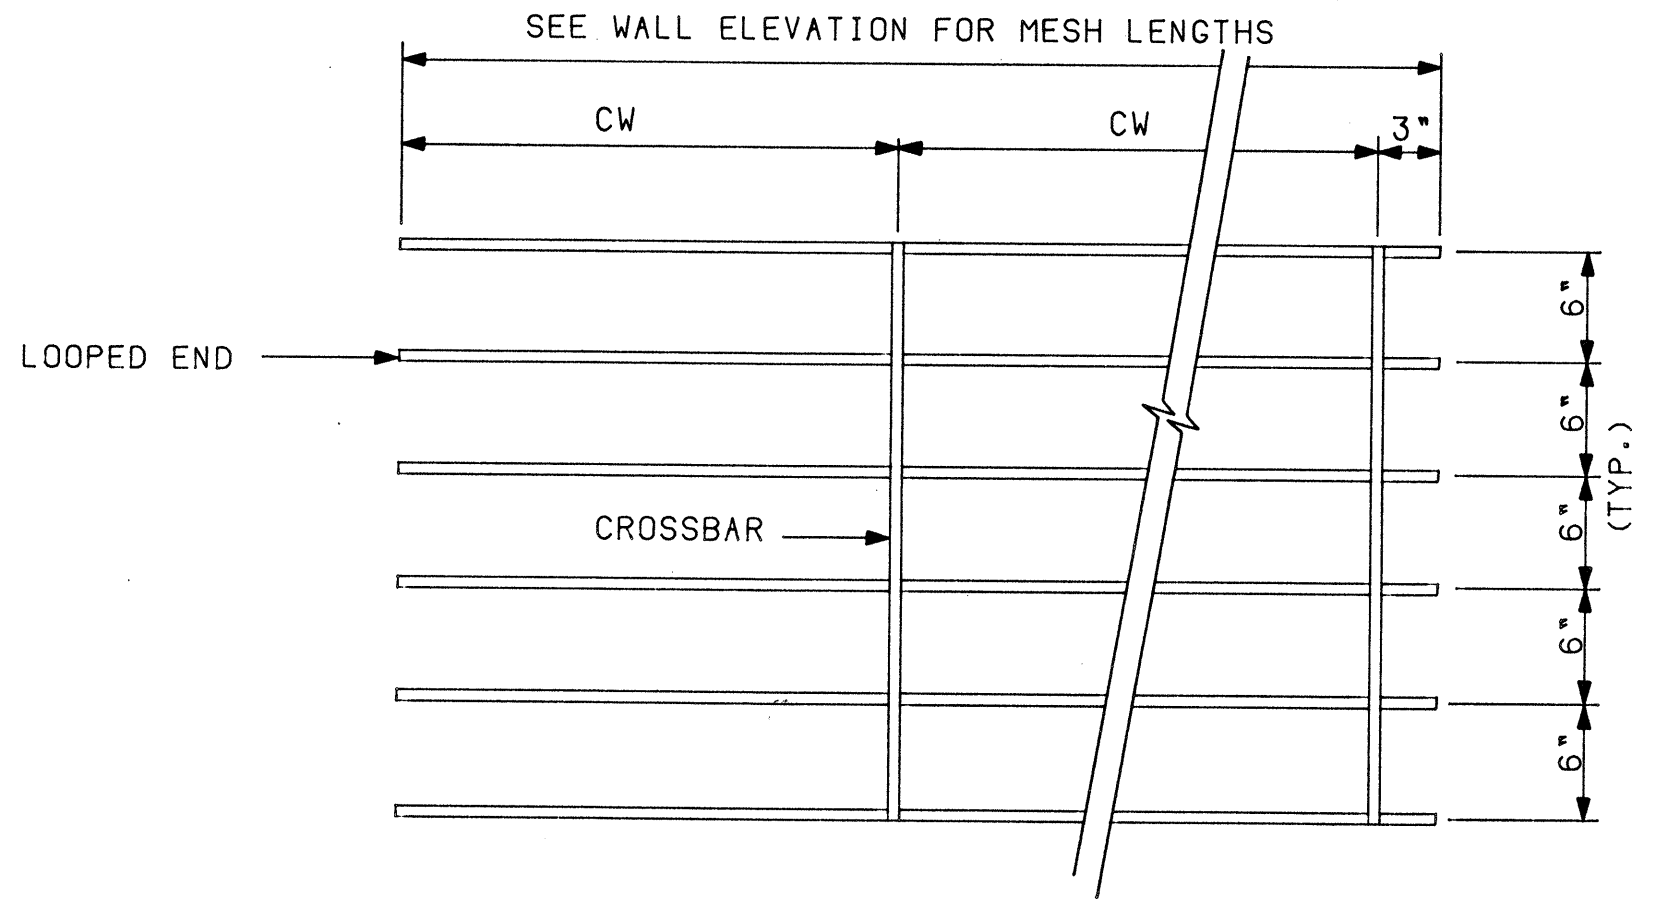 SEE WALL ELEVATION FOR MESH LENGTHS
CW
CW
3"
6"
LOOPED END
6"
(TYP.)
6"
CROSSBAR
6"
6"